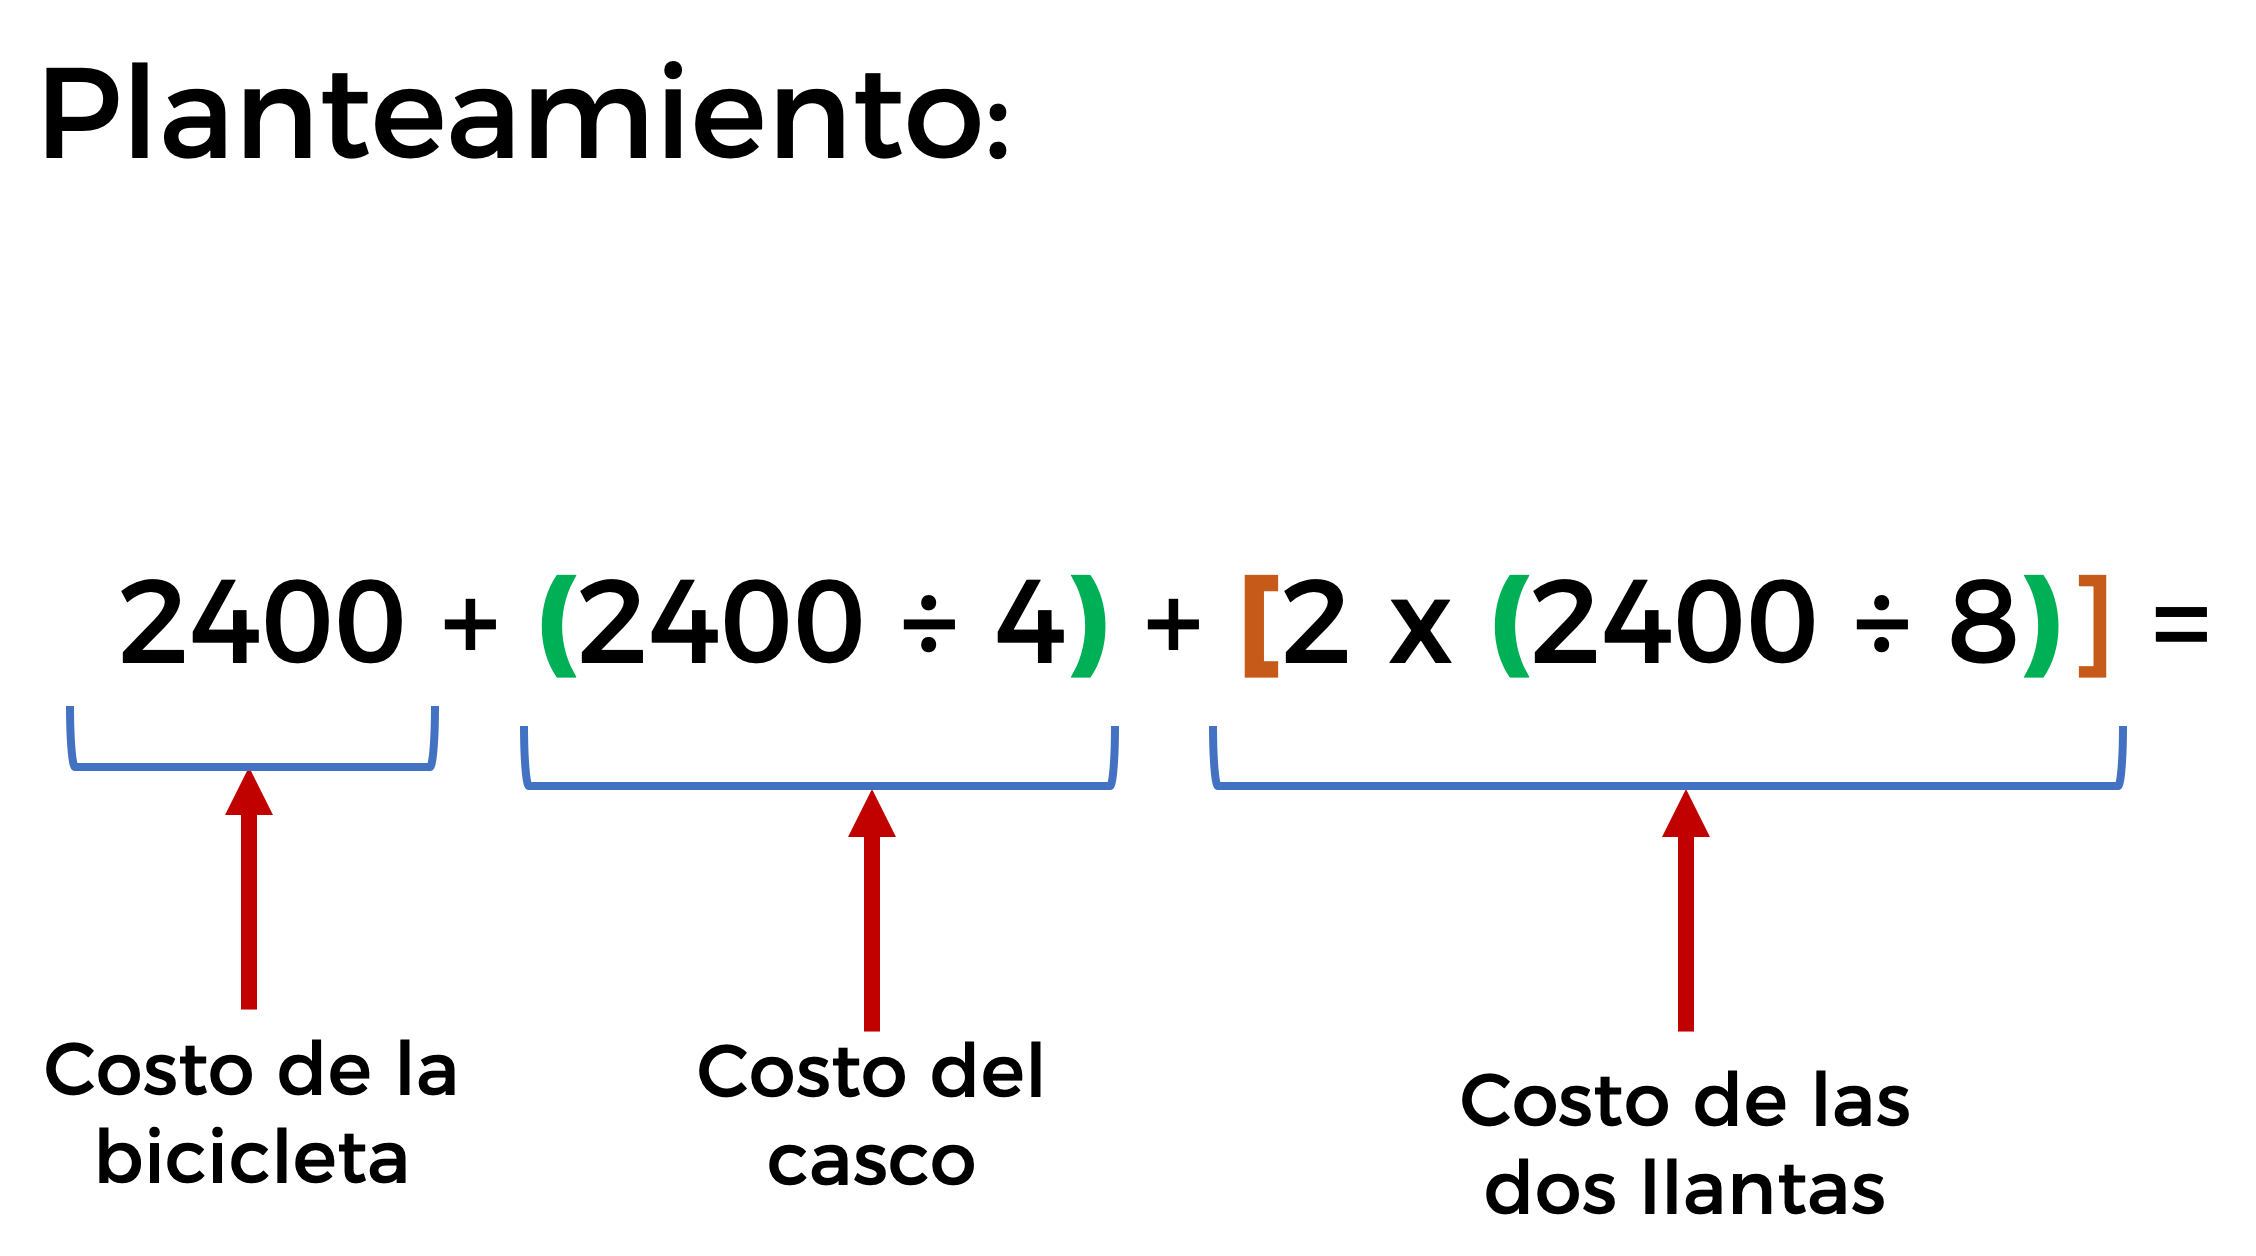 Planteamiento:
2400 + (2400 ÷ 4) + [2 x (2400 ÷ 8)] =
Costo de la
bicicleta
Costo del
casco
Costo de las
dos llantas